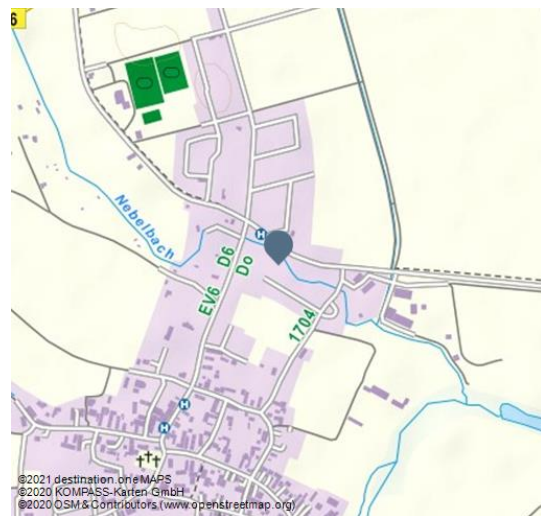 6
Nebelbach
H
D6
Do
EV6
1704
H
H
©2021 destination.one MAPS
©2020 KOMPASS-Karten GmbH
©2020 OSM & Contributors (www.openstreetmap.org)